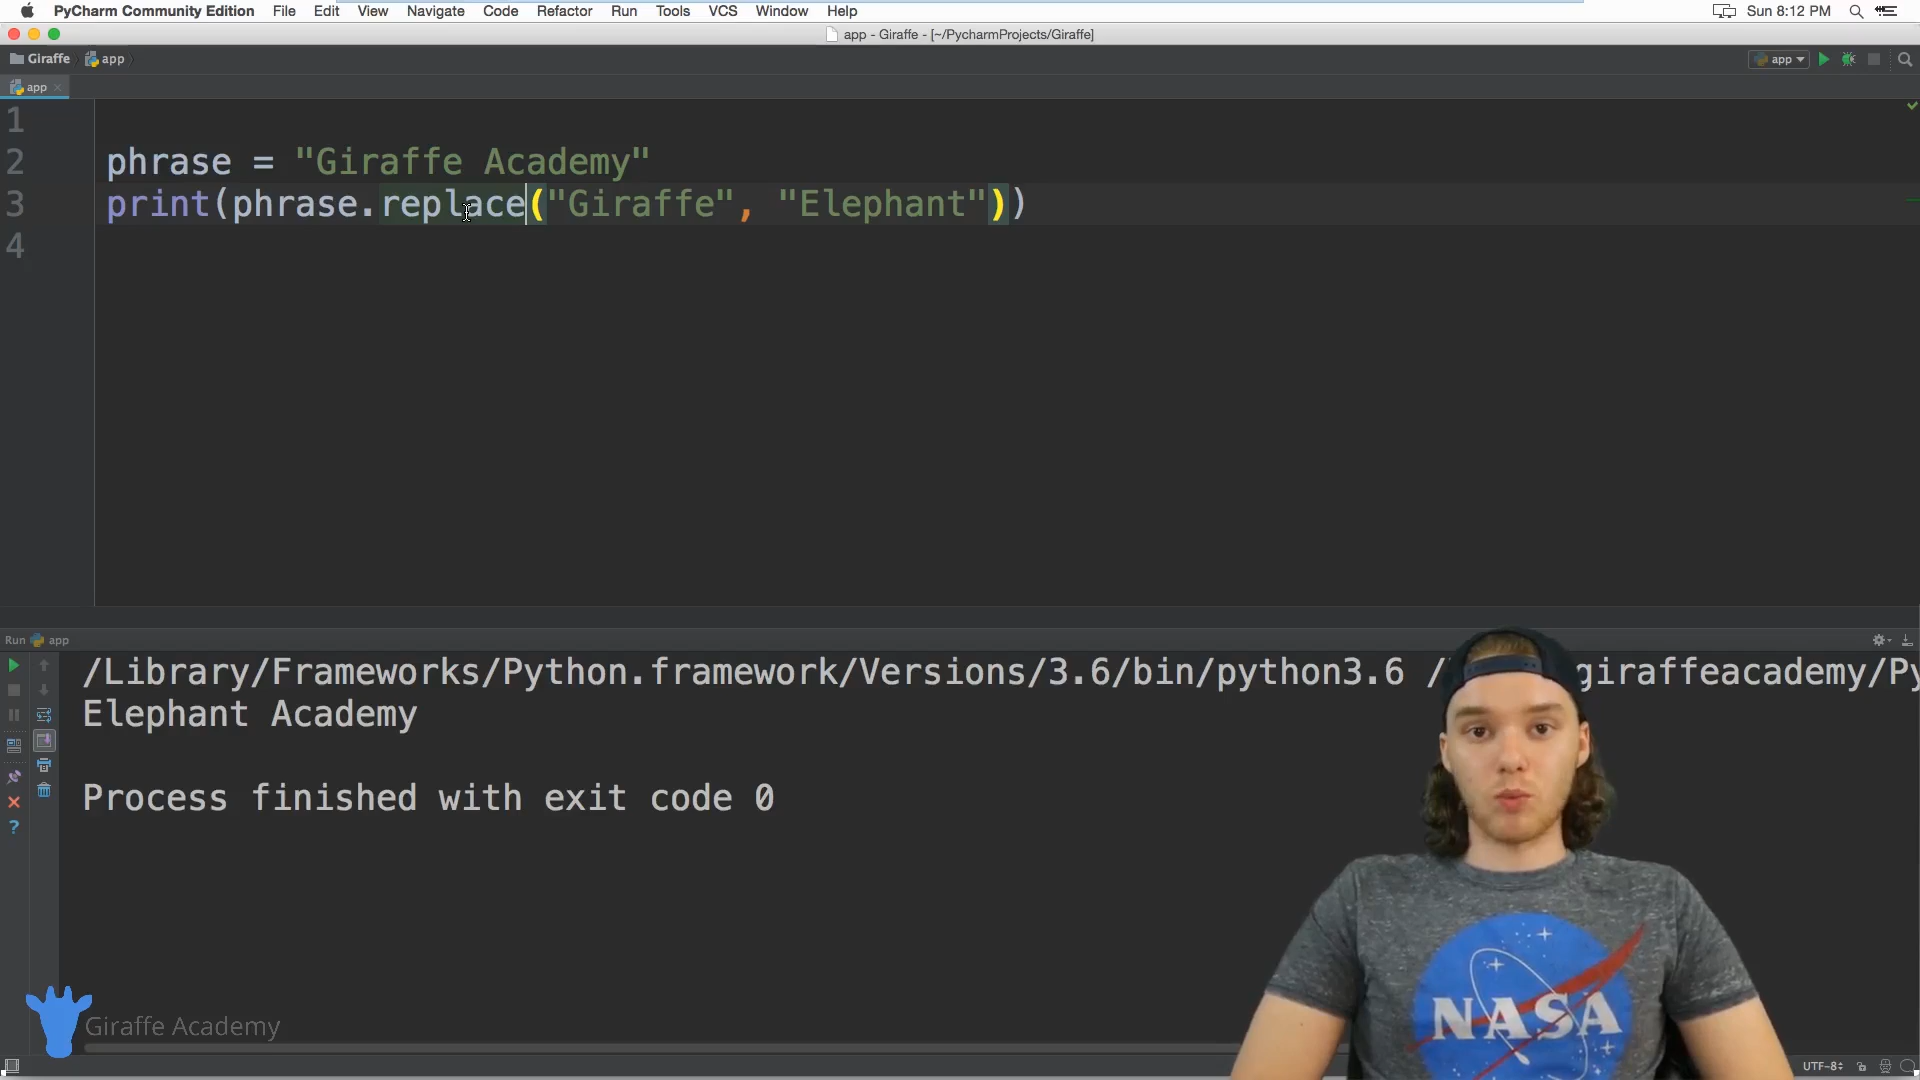 PyCharm Community Edition File Edit View Navigate Code Refactor Run Tools VCS Window Help Sun 8:12 PM
app - Giraffe - [~/PycharmProjects/Giraffe]
Giraffe app app
app
1
2 phrase = "Giraffe Academy"
3 print(phrase.replace("Giraffe", "Elephant"))
4
Run app
/Library/Frameworks/Python.framework/Versions/3.6/bin/python3.6 / giraffeacademy/Py
Elephant Academy
Process finished with exit code 0
NASA
Giraffe Academy
UTF-8